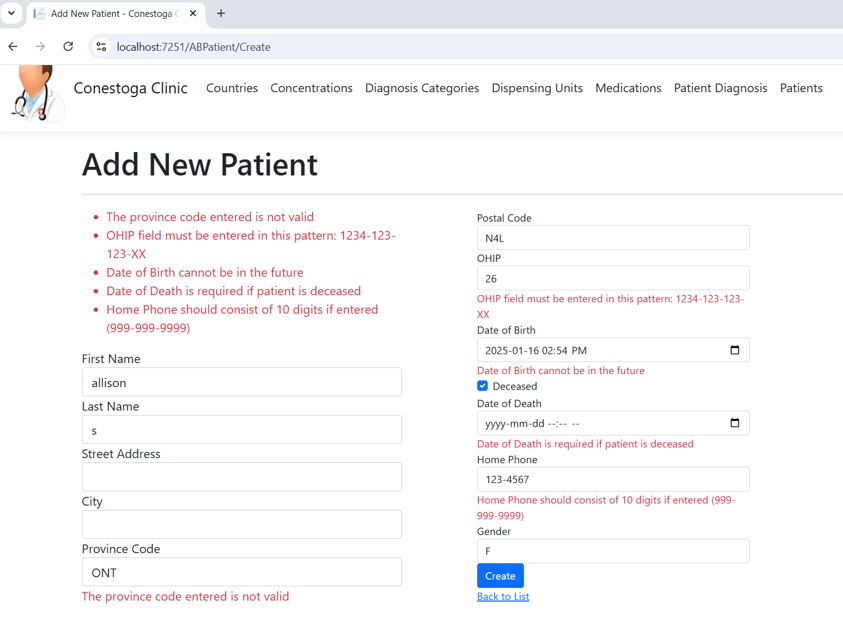 Add New Patient - Conestoga C
localhost:7251/ABPatient/Create
Conestoga Clinic Countries Concentrations Diagnosis Categories Dispensing Units Medications Patient Diagnosis Patients
Add New Patient
The province code entered is not valid
OHIP field must be entered in this pattern: 1234-123-
123-XX
Date of Birth cannot be in the future
Date of Death is required if patient is deceased
Home Phone should consist of 10 digits if entered
(999-999-9999)
First Name
allison
Last Name
s
Street Address
City
Province Code
ONT
The province code entered is not valid
Postal Code
N4L
OHIP
26
OHIP field must be entered in this pattern: 1234-123-123-
XX
Date of Birth
2025-01-16 02:54 PM
Date of Birth cannot be in the future
Deceased
Date of Death
yyyy-mm-dd --:-- --
Date of Death is required if patient is deceased
Home Phone
123-4567
Home Phone should consist of 10 digits if entered (999-
999-9999)
Gender
F
Create
Back to List